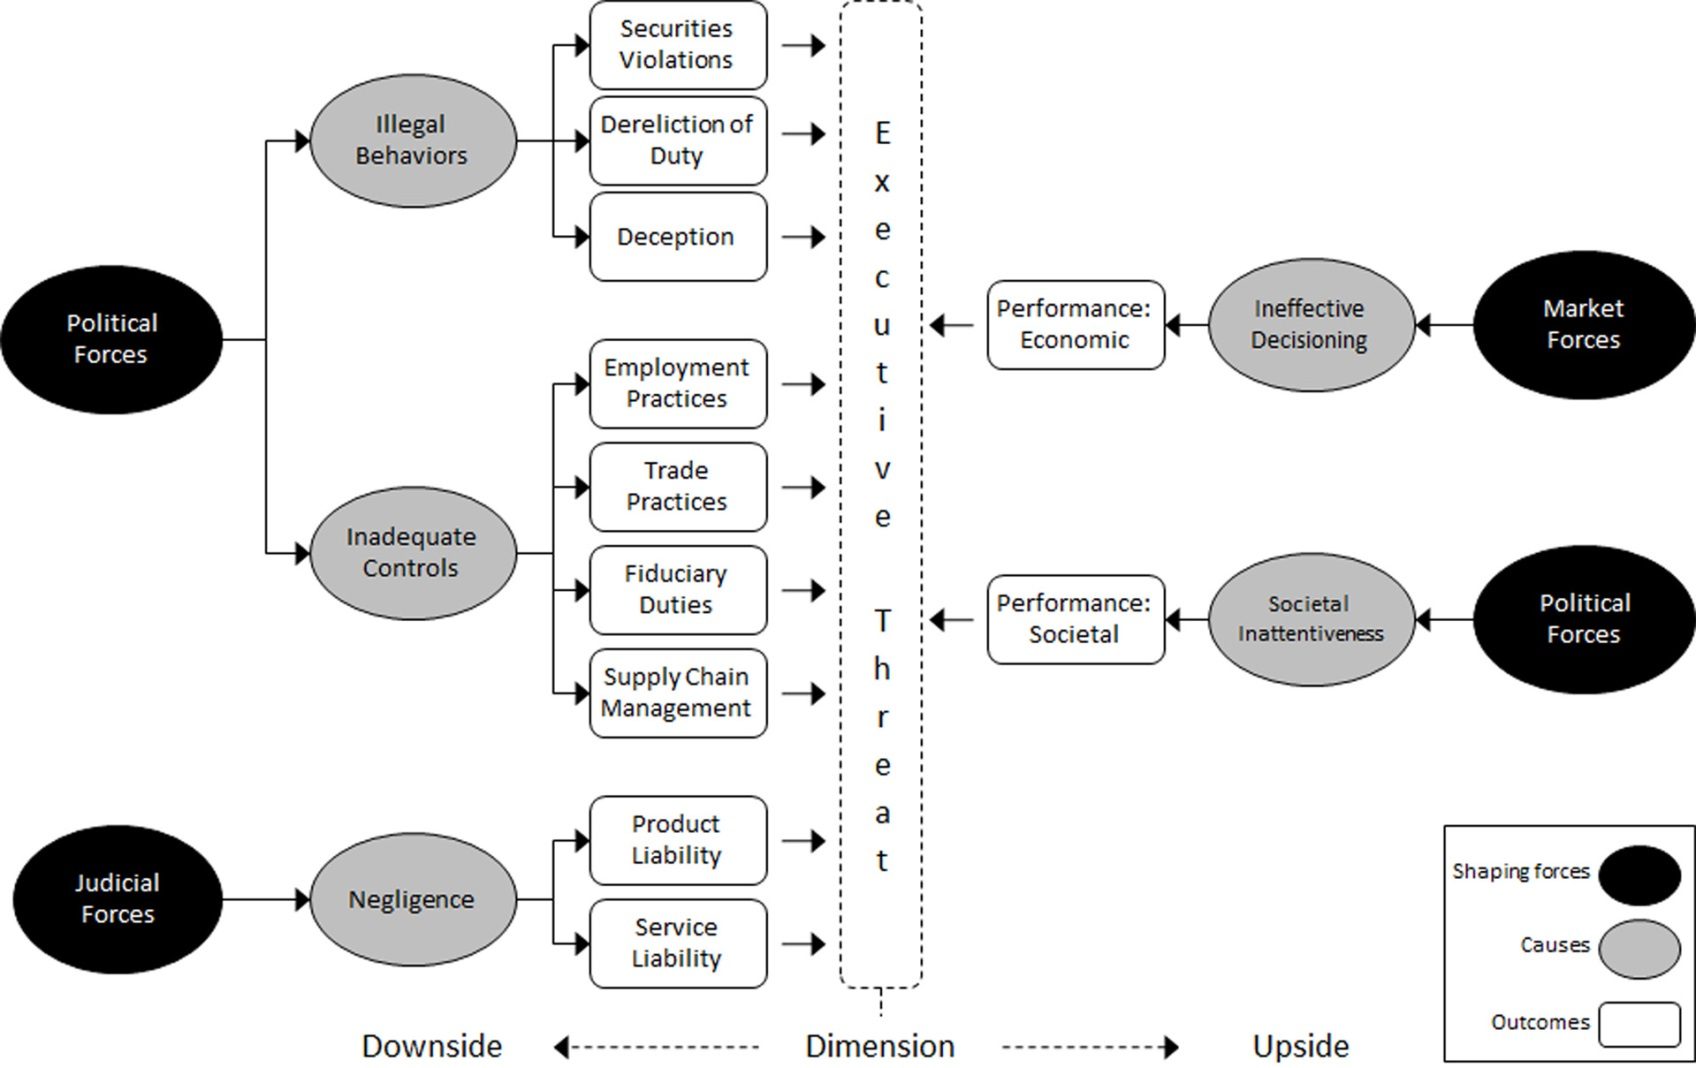 Securities
Violations
Illegal
Behaviors
Dereliction of
Duty
Deception
Political
Forces
Employment
Practices
Trade
Practices
Inadequate
Controls
Fiduciary
Duties
Supply Chain
Management
Judicial
Forces
Negligence
Product
Liability
Service
Liability
E
x
e
c
u
t
i
v
e
T
h
r
e
a
t
Performance:
Economic
Ineffective
Decisioning
Market
Forces
Performance:
Societal
Societal
Inattentiveness
Political
Forces
Shaping forces
Causes
Outcomes
Downside
Dimension
Upside